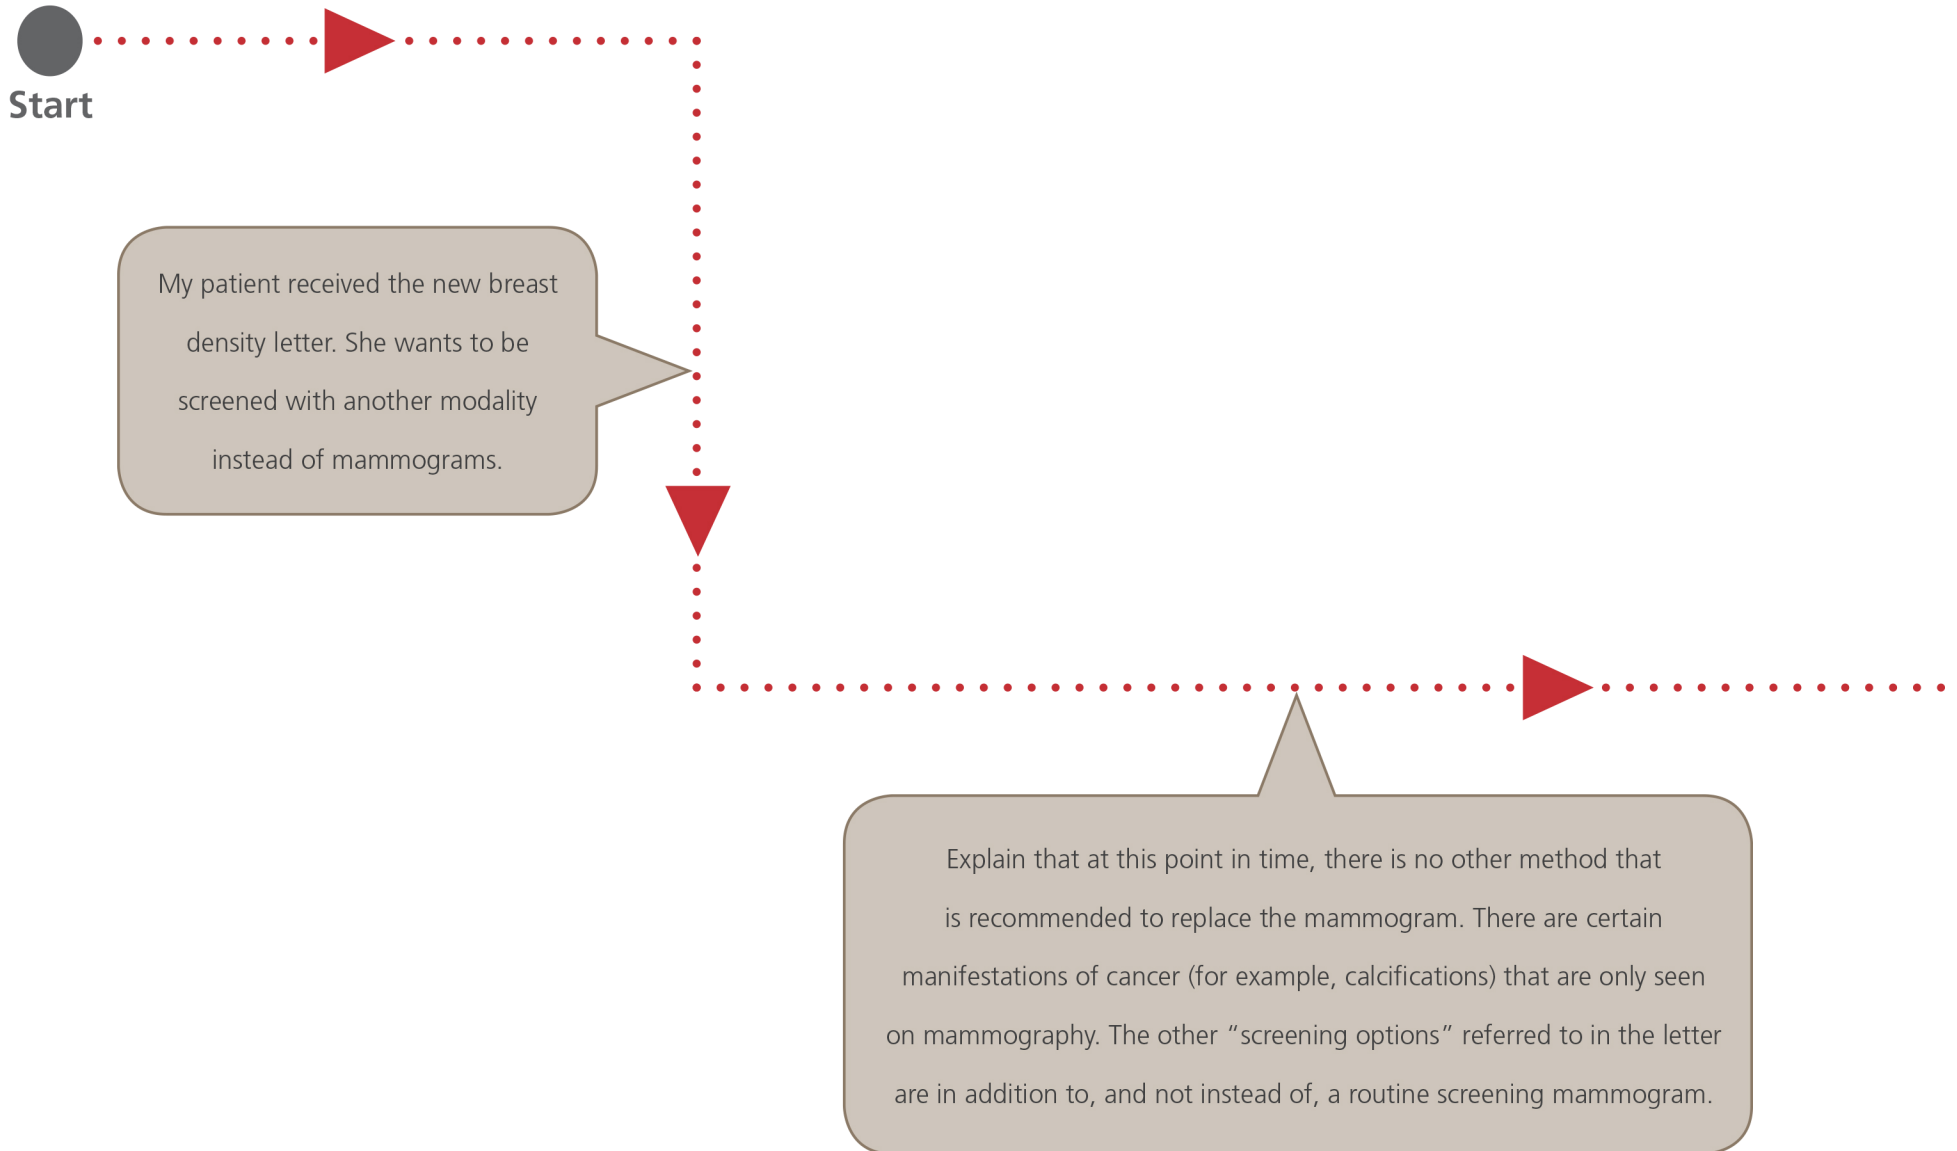 Start
My patient received the new breast
density letter. She wants to be
screened with another modality
instead of mammograms.
Explain that at this point in time, there is no other method that
is recommended to replace the mammogram. There are certain
manifestations of cancer (for example, calcifications) that are only seen
on mammography. The other “screening options” referred to in the letter
are in addition to, and not instead of, a routine screening mammogram.